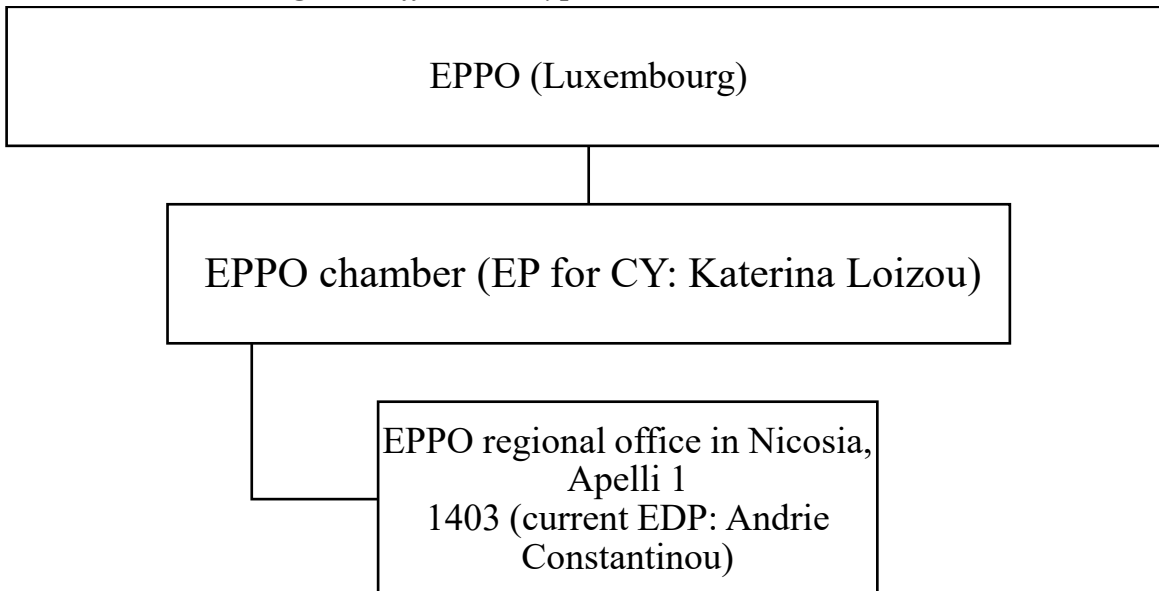 EPPO (Luxembourg)
EPPO chamber (EP for CY: Katerina Loizou)
EPPO regional office in Nicosia,
Apelli 1
1403 (current EDP: Andrie
Constantinou)